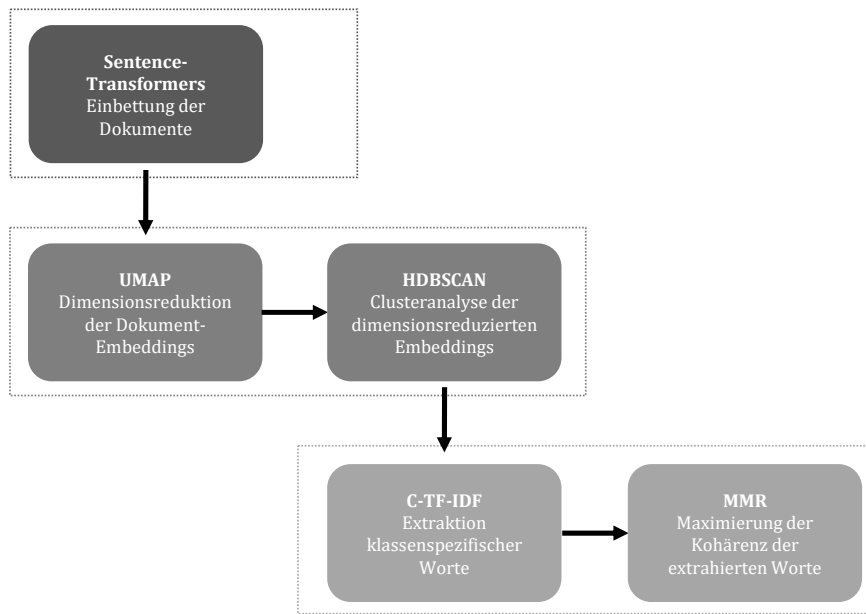 Sentence-
Transformers
Einbettung der
Dokumente
UMAP
Dimensionsreduktion
der Dokument-
Embeddings
HDBSCAN
Clusteranalyse der
dimensionsreduzierten
Embeddings
C-TF-IDF
Extraktion
klassenspezifischer
Worte
MMR
Maximierung der
Kohärenz der
extrahierten Worte